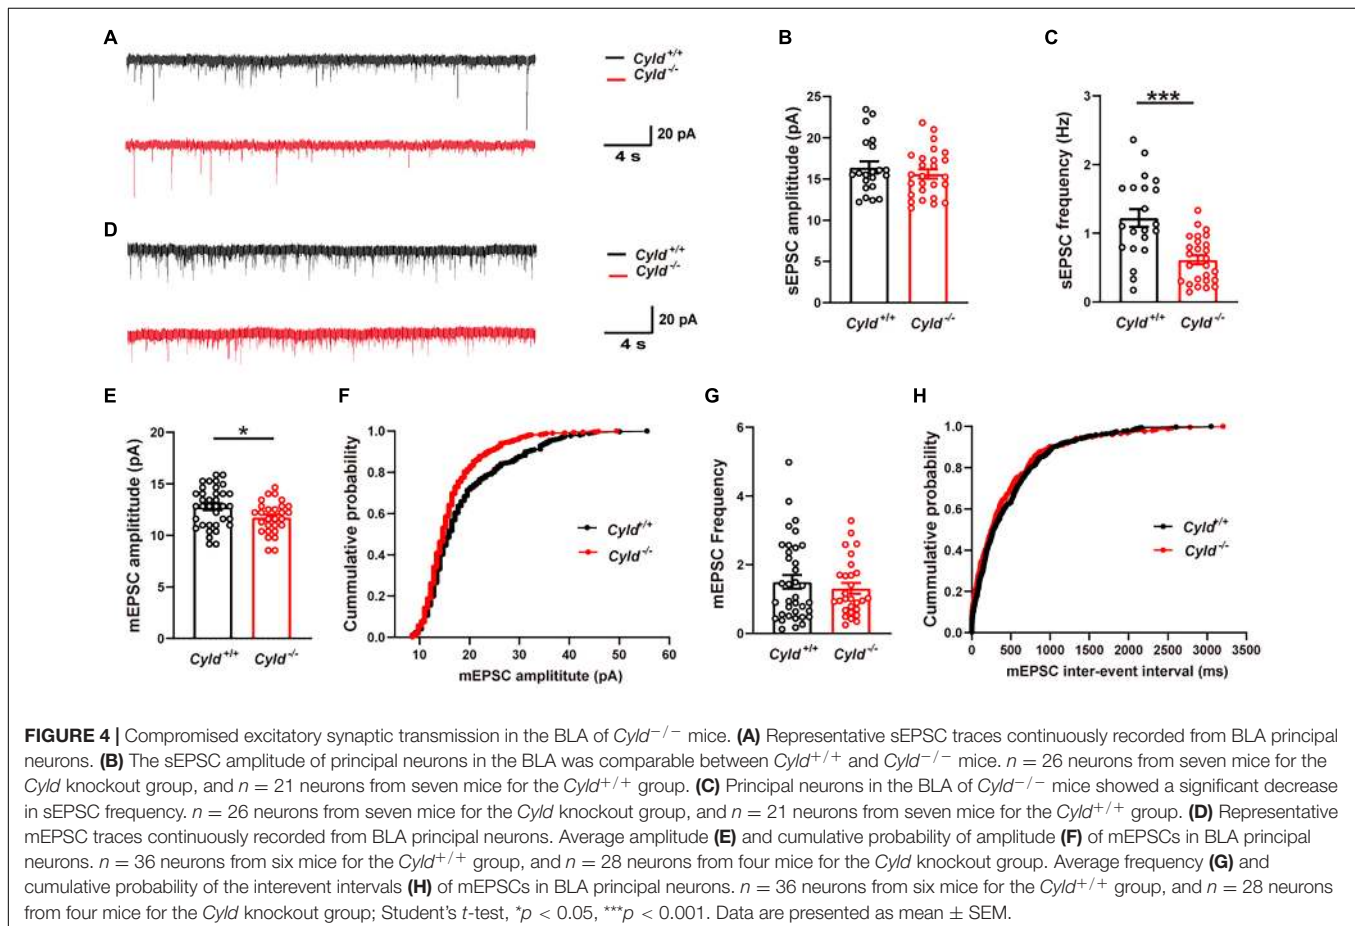 A
Cyld+/+
Cyld-/-
20 pA
4 s
B
sEPSC amplititude (pA)
25
20
15
10
5
0
Cyld+/+ Cyld-/-
C
sEPSC frequency (Hz)
3
2
1
0
***
Cyld+/+ Cyld-/-
D
Cyld+/+
Cyld-/-
20 pA
4 s
E
mEPSC amplititude (pA)
20
15
10
5
0
*
Cyld+/+ Cyld-/-
F
Cummulative probability
1.0
0.8
0.6
0.4
0.2
0.0
10 20 30 40 50 60
mEPSC amplititute (pA)
Cyld+/+
Cyld-/-
G
mEPSC Frequency
6
4
2
0
Cyld+/+ Cyld-/-
H
Cummulative probability
1.0
0.8
0.6
0.4
0.2
0.0
0 500 1000 1500 2000 2500 3000 3500
mEPSC inter-event interval (ms)
Cyld+/+
Cyld-/-
FIGURE 4 | Compromised excitatory synaptic transmission in the BLA of Cyld−/− mice. (A) Representative sEPSC traces continuously recorded from BLA principal
neurons. (B) The sEPSC amplitude of principal neurons in the BLA was comparable between Cyld+/+ and Cyld−/− mice. n = 26 neurons from seven mice for the
Cyld knockout group, and n = 21 neurons from seven mice for the Cyld+/+ group. (C) Principal neurons in the BLA of Cyld−/− mice showed a significant decrease
in sEPSC frequency. n = 26 neurons from seven mice for the Cyld knockout group, and n = 21 neurons from seven mice for the Cyld+/+ group. (D) Representative
mEPSC traces continuously recorded from BLA principal neurons. Average amplitude (E) and cumulative probability of amplitude (F) of mEPSCs in BLA principal
neurons. n = 36 neurons from six mice for the Cyld+/+ group, and n = 28 neurons from four mice for the Cyld knockout group. Average frequency (G) and
cumulative probability of the interevent intervals (H) of mEPSCs in BLA principal neurons. n = 36 neurons from six mice for the Cyld+/+ group, and n = 28 neurons
from four mice for the Cyld knockout group; Student's t-test, *p < 0.05, ***p < 0.001. Data are presented as mean ± SEM.